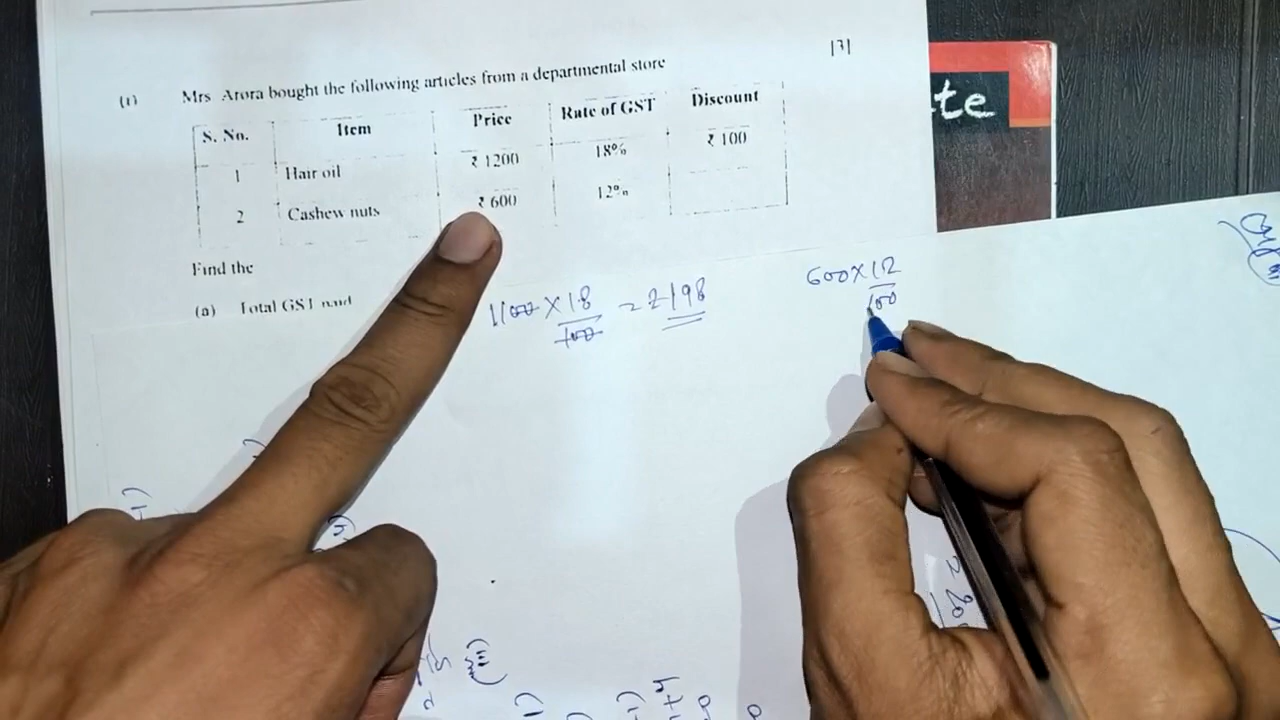 [3]
(i) Mrs Arora bought the following articles from a departmental store
S. No. Item Price Rate of GST Discount
1 Hair oil ₹ 1200 18% ₹ 100
2 Cashew nuts ₹ 600 12%
Find the
(a) Total GST paid
1100 × 18/100 = ₹ 198
600 × 12/100
te